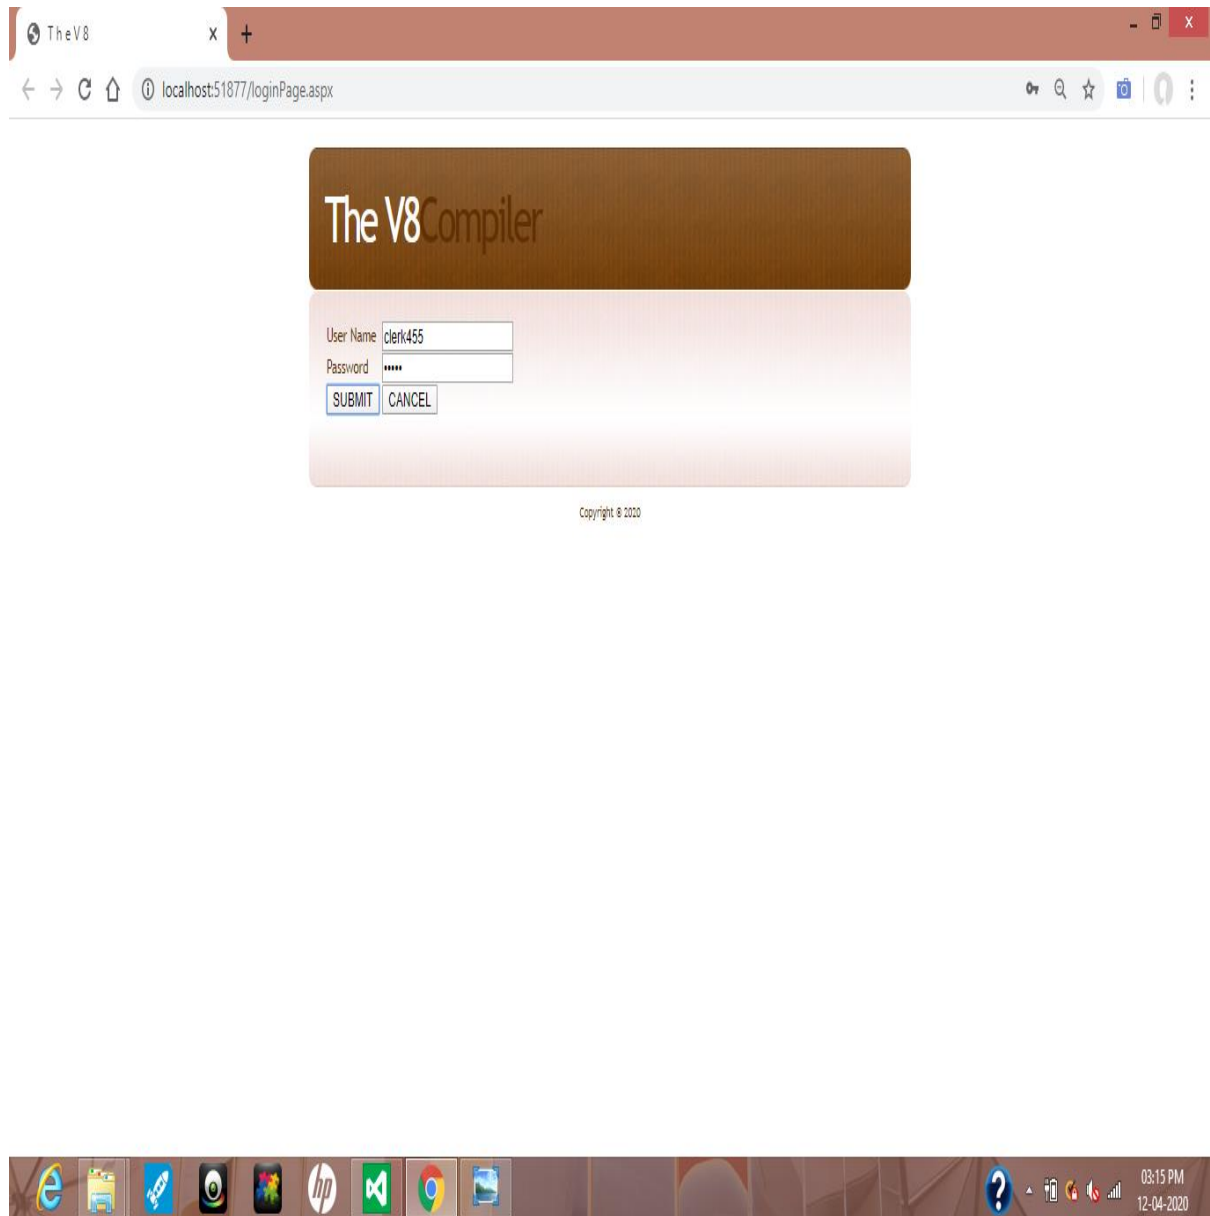 TheV8
localhost:51877/loginPage.aspx
The V8Compiler
User Name clerk455
Password •••••
SUBMIT CANCEL
Copyright © 2020
hp
03:15 PM
12-04-2020